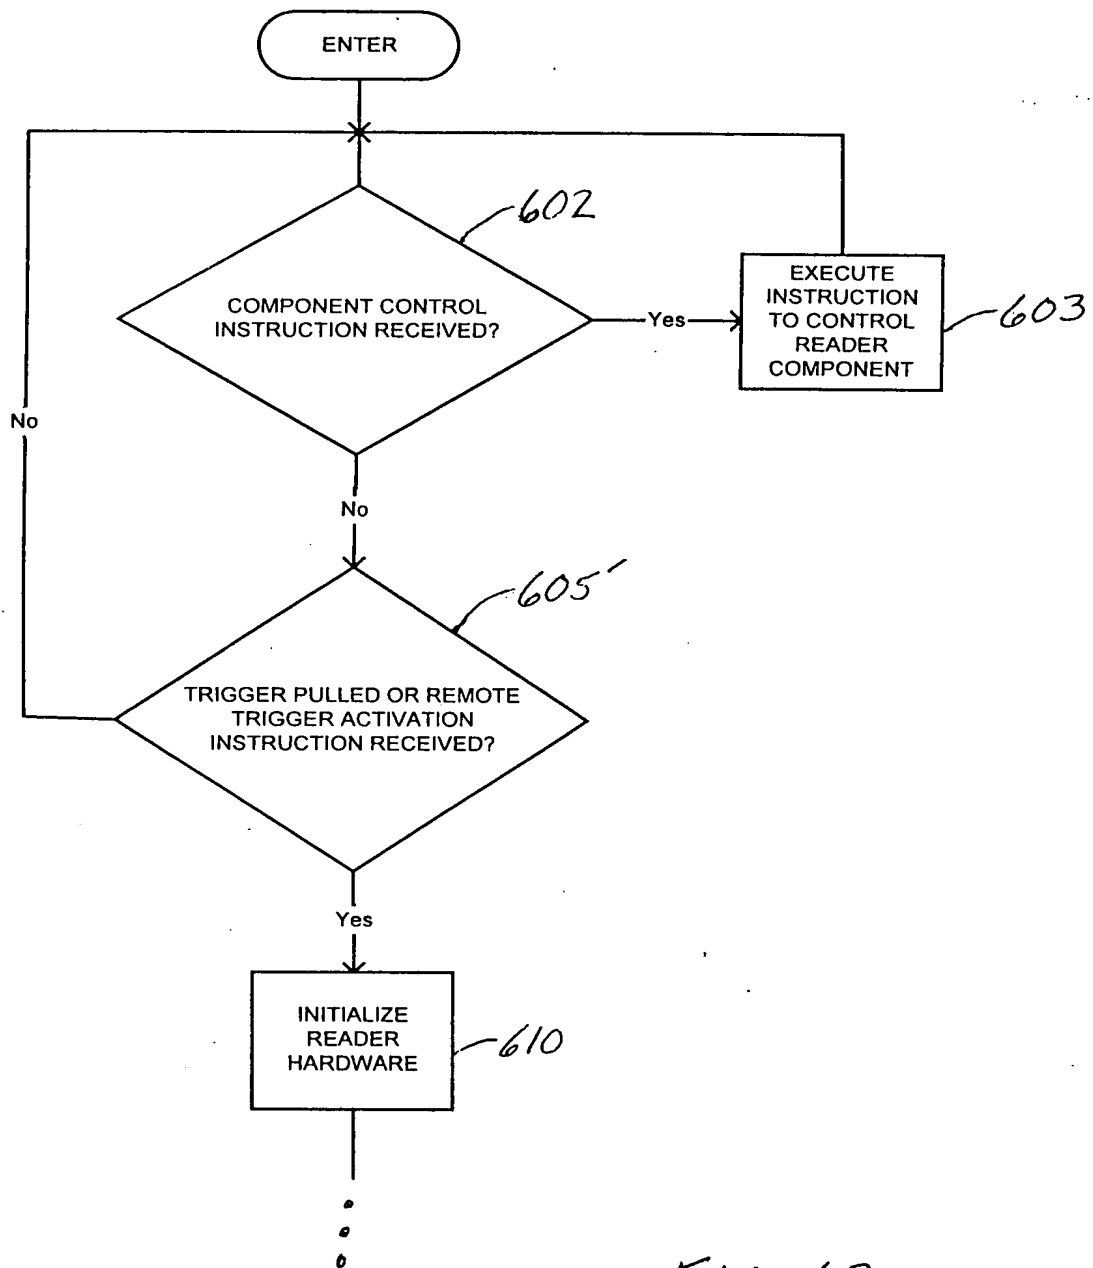 ENTER
602
COMPONENT CONTROL
INSTRUCTION RECEIVED?
Yes
EXECUTE
INSTRUCTION
TO CONTROL
READER
COMPONENT
603
No
No
605'
TRIGGER PULLED OR REMOTE
TRIGGER ACTIVATION
INSTRUCTION RECEIVED?
Yes
INITIALIZE
READER
HARDWARE
610